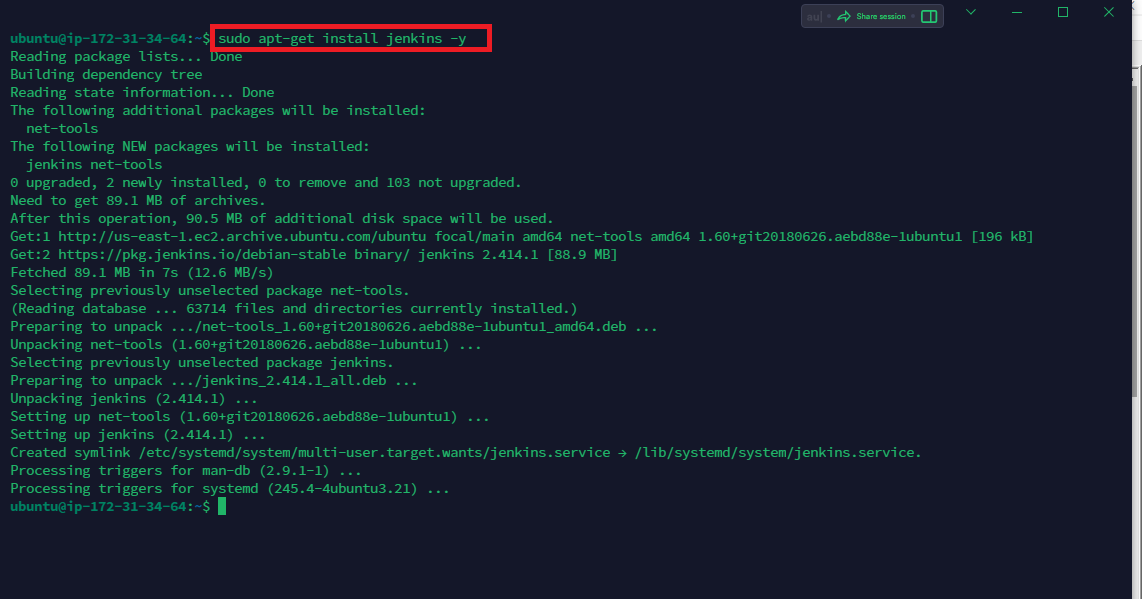 au| Share session
ubuntu@ip-172-31-34-64:~$ sudo apt-get install jenkins -y
Reading package lists... Done
Building dependency tree
Reading state information... Done
The following additional packages will be installed:
  net-tools
The following NEW packages will be installed:
  jenkins net-tools
0 upgraded, 2 newly installed, 0 to remove and 103 not upgraded.
Need to get 89.1 MB of archives.
After this operation, 90.5 MB of additional disk space will be used.
Get:1 http://us-east-1.ec2.archive.ubuntu.com/ubuntu focal/main amd64 net-tools amd64 1.60+git20180626.aebd88e-1ubuntu1 [196 kB]
Get:2 https://pkg.jenkins.io/debian-stable binary/ jenkins 2.414.1 [88.9 MB]
Fetched 89.1 MB in 7s (12.6 MB/s)
Selecting previously unselected package net-tools.
(Reading database ... 63714 files and directories currently installed.)
Preparing to unpack .../net-tools_1.60+git20180626.aebd88e-1ubuntu1_amd64.deb ...
Unpacking net-tools (1.60+git20180626.aebd88e-1ubuntu1) ...
Selecting previously unselected package jenkins.
Preparing to unpack .../jenkins_2.414.1_all.deb ...
Unpacking jenkins (2.414.1) ...
Setting up net-tools (1.60+git20180626.aebd88e-1ubuntu1) ...
Setting up jenkins (2.414.1) ...
Created symlink /etc/systemd/system/multi-user.target.wants/jenkins.service → /lib/systemd/system/jenkins.service.
Processing triggers for man-db (2.9.1-1) ...
Processing triggers for systemd (245.4-4ubuntu3.21) ...
ubuntu@ip-172-31-34-64:~$